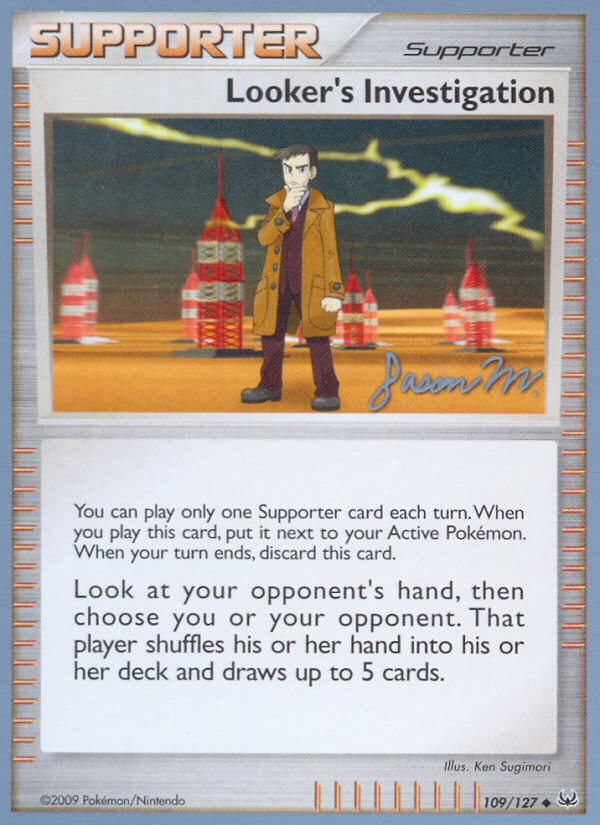 SUPPORTER
Supporter
Looker's Investigation
Jason M.
You can play only one Supporter card each turn. When
you play this card, put it next to your Active Pokémon.
When your turn ends, discard this card.
Look at your opponent's hand, then
choose you or your opponent. That
player shuffles his or her hand into his or
her deck and draws up to 5 cards.
Illus. Ken Sugimori
©2009 Pokémon/Nintendo
109/127